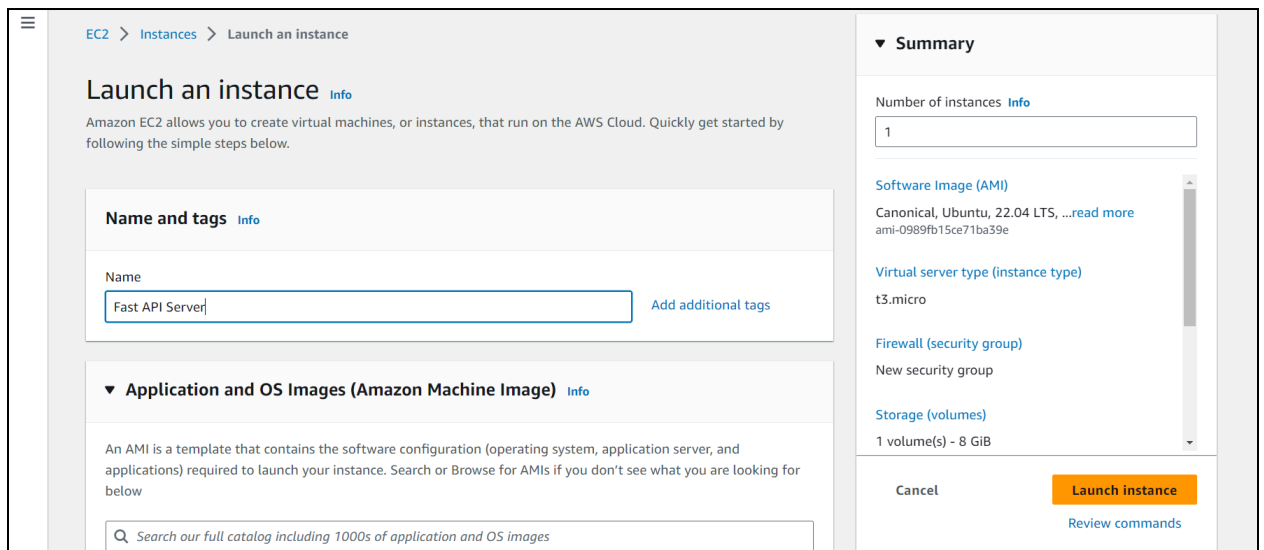 EC2 > Instances > Launch an instance
Launch an instance Info
Amazon EC2 allows you to create virtual machines, or instances, that run on the AWS Cloud. Quickly get started by
following the simple steps below.
Name and tags Info
Name
Fast API Server
Add additional tags
Application and OS Images (Amazon Machine Image) Info
An AMI is a template that contains the software configuration (operating system, application server, and
applications) required to launch your instance. Search or Browse for AMIs if you don't see what you are looking for
below
Search our full catalog including 1000s of application and OS images
Summary
Number of instances Info
1
Software Image (AMI)
Canonical, Ubuntu, 22.04 LTS, ...read more
ami-0989fb15ce71ba39e
Virtual server type (instance type)
t3.micro
Firewall (security group)
New security group
Storage (volumes)
1 volume(s) - 8 GiB
Cancel
Launch instance
Review commands